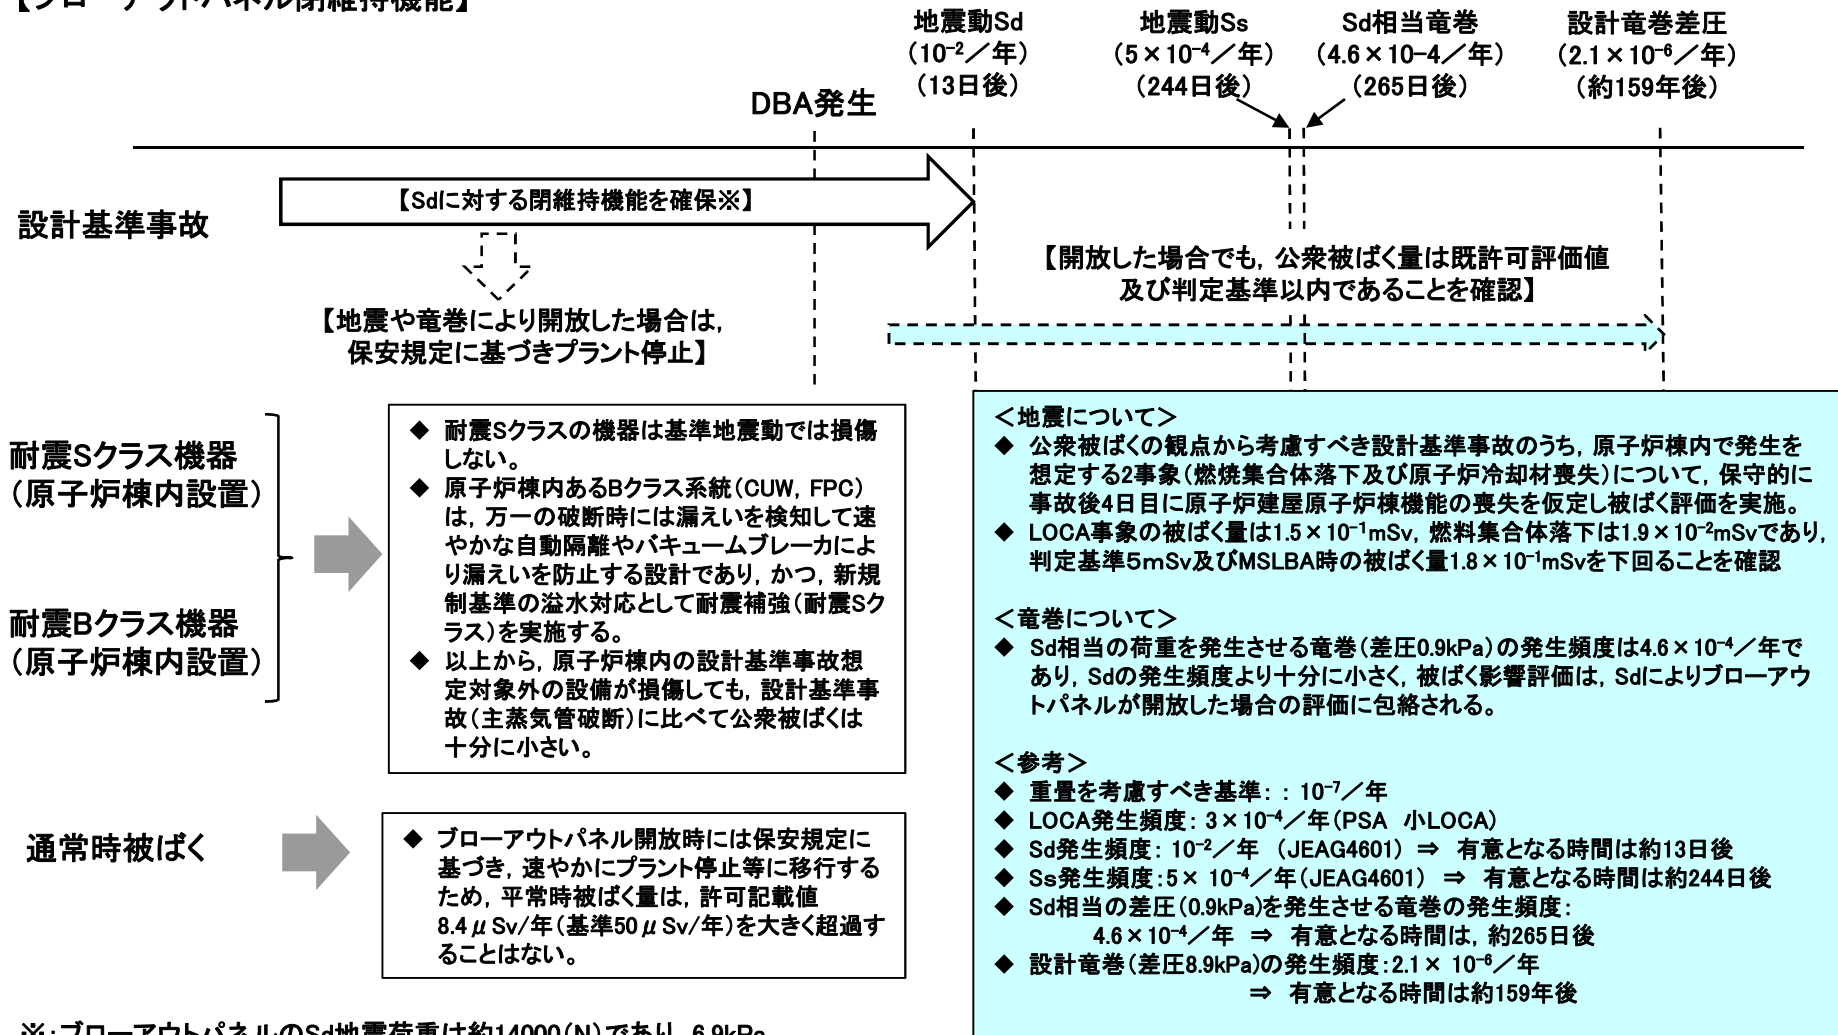 【ブローアウトパネル閉維持機能】
地震動Sd
（10⁻²／年）
（13日後）
地震動Ss
（5×10⁻⁴／年）
（244日後）
Sd相当竜巻
（4.6×10-4／年）
（265日後）
設計竜巻差圧
（2.1×10⁻⁶／年）
（約159年後）
DBA発生
設計基準事故
【Sdに対する閉維持機能を確保※】
【地震や竜巻により開放した場合は，
保安規定に基づきプラント停止】
【開放した場合でも，公衆被ばく量は既許可評価値
及び判定基準以内であることを確認】
耐震Sクラス機器
（原子炉棟内設置）
耐震Bクラス機器
（原子炉棟内設置）
◆ 耐震Sクラスの機器は基準地震動では損傷
しない。
◆ 原子炉棟内あるBクラス系統（CUW，FPC）
は，万一の破断時には漏えいを検知して速
やかな自動隔離やバキュームブレーカによ
り漏えいを防止する設計であり，かつ，新規
制基準の溢水対応として耐震補強（耐震Sク
ラス）を実施する。
◆ 以上から，原子炉棟内の設計基準事故想
定対象外の設備が損傷しても，設計基準事
故（主蒸気管破断）に比べて公衆被ばくは
十分に小さい。
通常時被ばく
◆ ブローアウトパネル開放時には保安規定に
基づき，速やかにプラント停止等に移行する
ため，平常時被ばく量は，許可記載値
8.4μSv/年（基準50μSv/年）を大きく超過す
ることはない。
＜地震について＞
◆ 公衆被ばくの観点から考慮すべき設計基準事故のうち，原子炉棟内で発生を
想定する2事象（燃焼集合体落下及び原子炉冷却材喪失）について，保守的に
事故後4日目に原子炉建屋原子炉棟機能の喪失を仮定し被ばく評価を実施。
◆ LOCA事象の被ばく量は1.5×10⁻¹mSv，燃料集合体落下は1.9×10⁻²mSvであり，
判定基準５mSv及びMSLBA時の被ばく量1.8×10⁻¹mSvを下回ることを確認
＜竜巻について＞
◆ Sd相当の荷重を発生させる竜巻（差圧0.9kPa）の発生頻度は4.6×10⁻⁴／年で
あり，Sdの発生頻度より十分に小さく，被ばく影響評価は，Sdによりブローアウ
トパネルが開放した場合の評価に包絡される。
＜参考＞
◆ 重畳を考慮すべき基準：：10⁻⁷／年
◆ LOCA発生頻度：3×10⁻⁴／年（PSA 小LOCA）
◆ Sd発生頻度：10⁻²／年 （JEAG4601） ⇒ 有意となる時間は約13日後
◆ Ss発生頻度：5× 10⁻⁴／年（JEAG4601） ⇒ 有意となる時間は約244日後
◆ Sd相当の差圧（0.9kPa)を発生させる竜巻の発生頻度：
4.6×10⁻⁴／年 ⇒ 有意となる時間は，約265日後
◆ 設計竜巻（差圧8.9kPa)の発生頻度：2.1× 10⁻⁶／年
⇒ 有意となる時間は約159年後
※：ブローアウトパネルのSd地震荷重は約14000（N）であり，6.9kPa